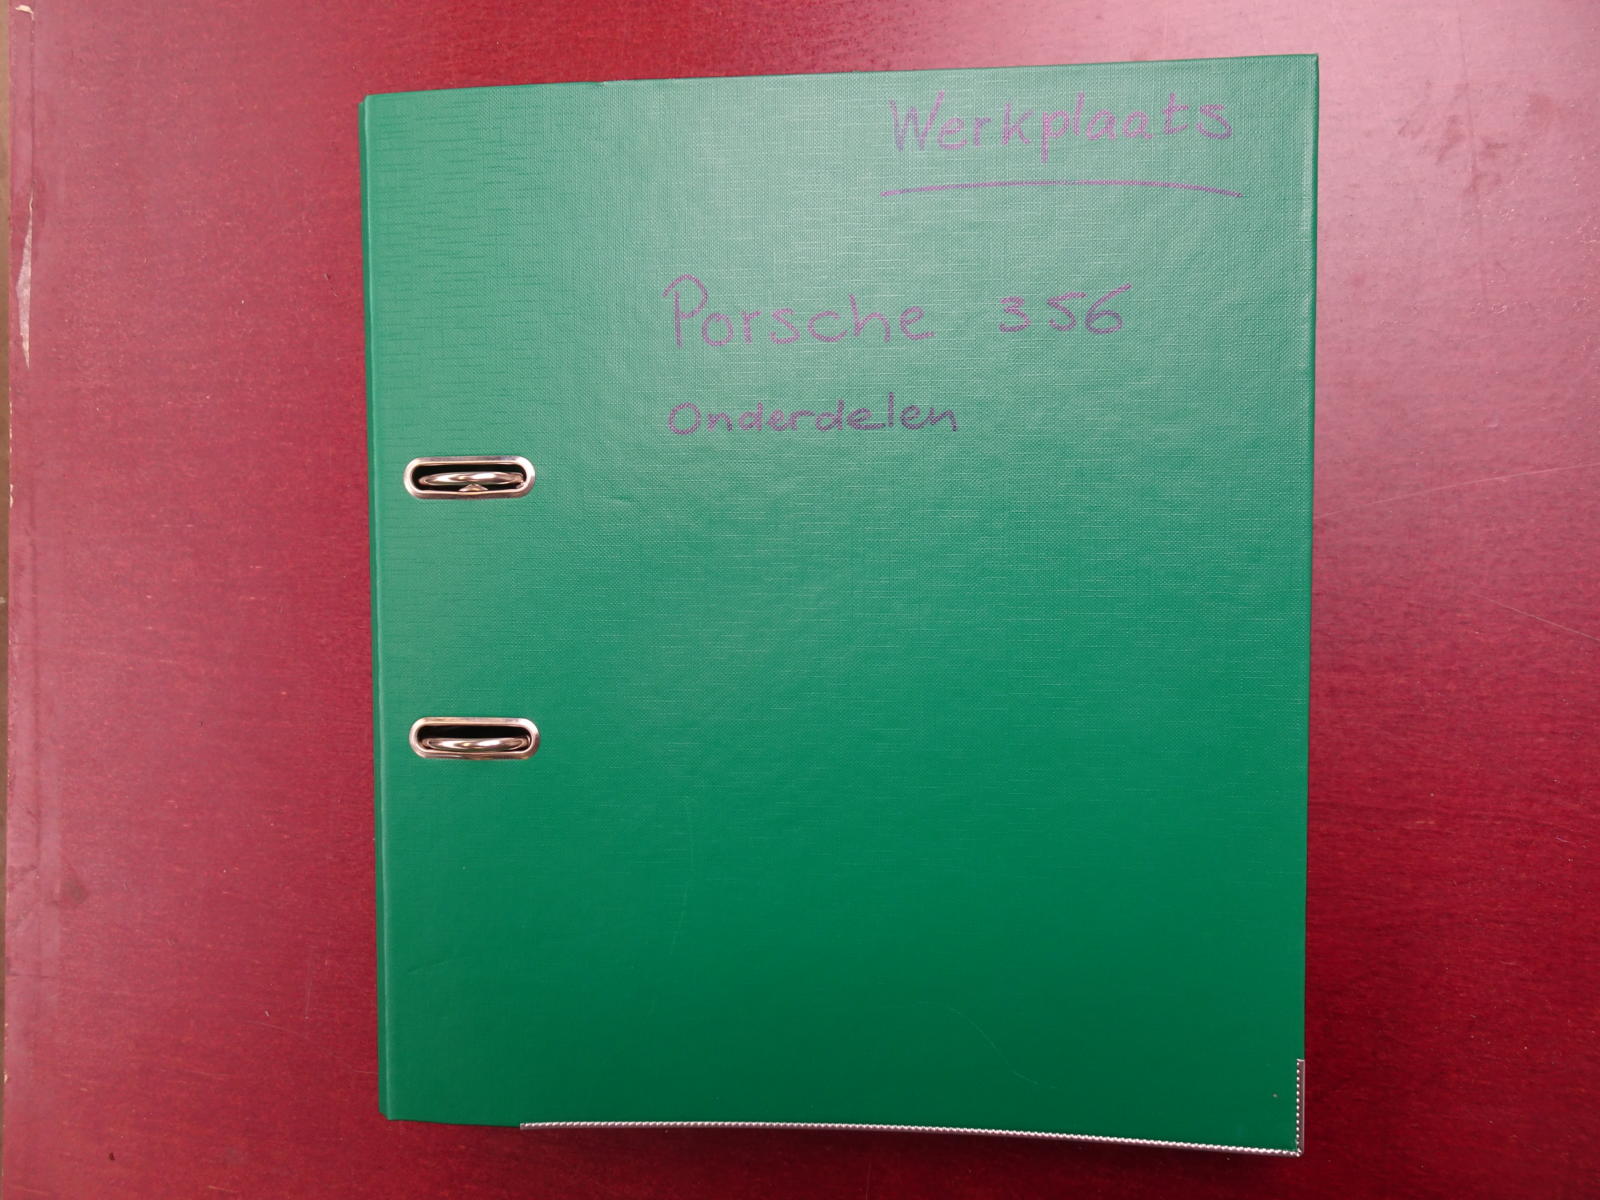 Werkplaats
Porsche 356
Onderdelen